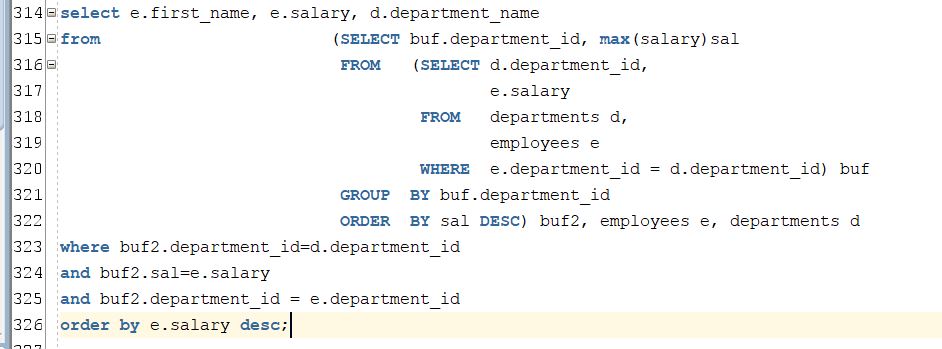 314 select e.first_name, e.salary, d.department_name
315 from (SELECT buf.department_id, max(salary)sal
316 FROM (SELECT d.department_id,
317 e.salary
318 FROM departments d,
319 employees e
320 WHERE e.department_id = d.department_id) buf
321 GROUP BY buf.department_id
322 ORDER BY sal DESC) buf2, employees e, departments d
323 where buf2.department_id=d.department_id
324 and buf2.sal=e.salary
325 and buf2.department_id = e.department_id
326 order by e.salary desc;